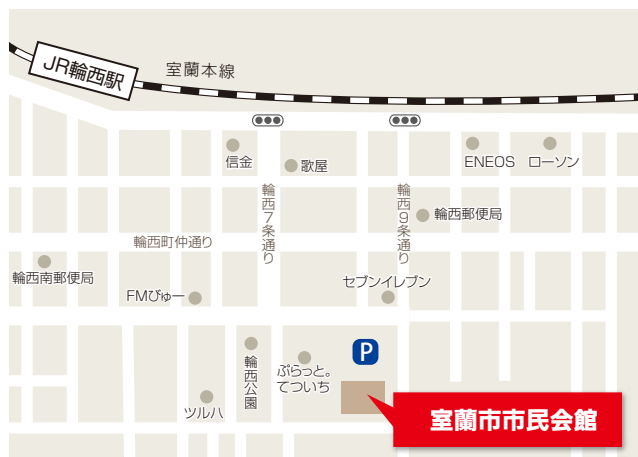 JR輪西駅
室蘭本線
信金
歌屋
ENEOS
ローソン
輪西7条通り
輪西9条通り
輪西郵便局
輪西町仲通り
輪西南郵便局
FMびゅー
セブンイレブン
P
輪西公園
ぷらっと。
てついち
ツルハ
室蘭市市民会館